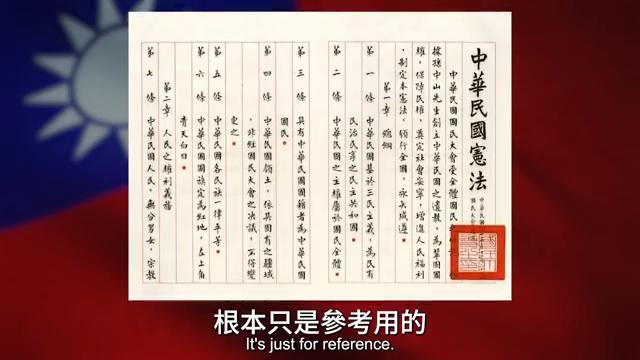 中華民國憲法
中華民國
國民大會
中華民國國民大會受全體國民之
依據孫中山先生創立中華民國之遺教，為鞏固國
權，保障民權，奠定社會安寧，增進人民福利
，制定本憲法，頒行全國，永矢咸遵。
第一章 總綱
第一條 中華民國基於三民主義，為民有
民治民享之民主共和國。
第二條 中華民國之主權屬於國民全體。
第三條 具有中華民國國籍者為中華民國
國民。
第四條 中華民國領土，依其固有之疆域
，非經國民大會之決議，不得變
更之。
第五條 中華民國各民族一律平等。
第六條 中華民國國旗定為紅地，左上角
青天白日。
第二章 人民之權利義務
第七條 中華民國人民，無分男女，宗教
根本只是參考用的
It's just for reference.